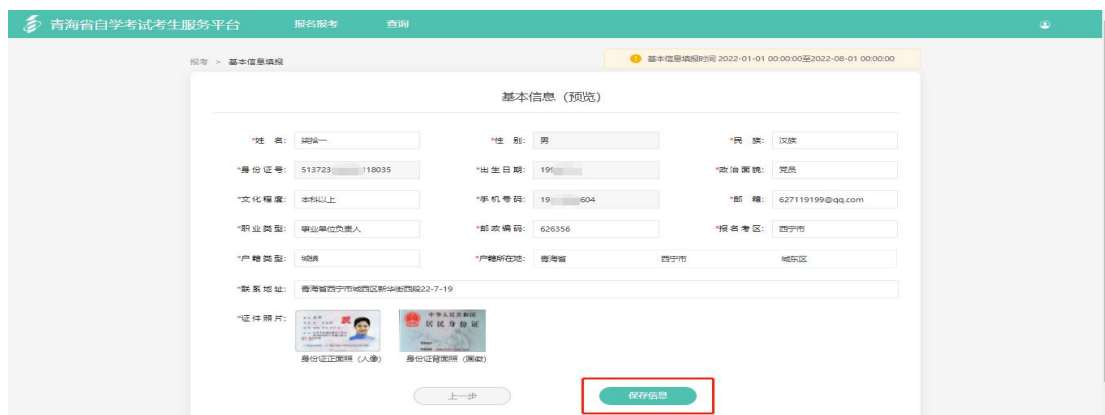 青海省自学考试考生服务平台 报名报考 查询
报考 > 基本信息填报 基本信息填报时间 2022-01-01 00:00:00至2022-08-01 00:00:00
基本信息（预览）
*姓 名: 柒拾一 *性 别: 男 *民 族: 汉族
*身份证号: 513723 118035 *出生日期: 199 *政治面貌: 党员
*文化程度: 本科以上 *手机号码: 19 604 *邮 箱: 627119199@qq.com
*职业类型: 事业单位负责人 *邮政编码: 626356 *报名考区: 西宁市
*户籍类型: 城镇 *户籍所在地: 青海省 西宁市 城东区
*联系地址: 青海省西宁市城西区新华街西段22-7-19
*证件照片:
中华人民共和国
居民身份证
身份证正面照（人像） 身份证背面照（国徽）
上一步 保存信息